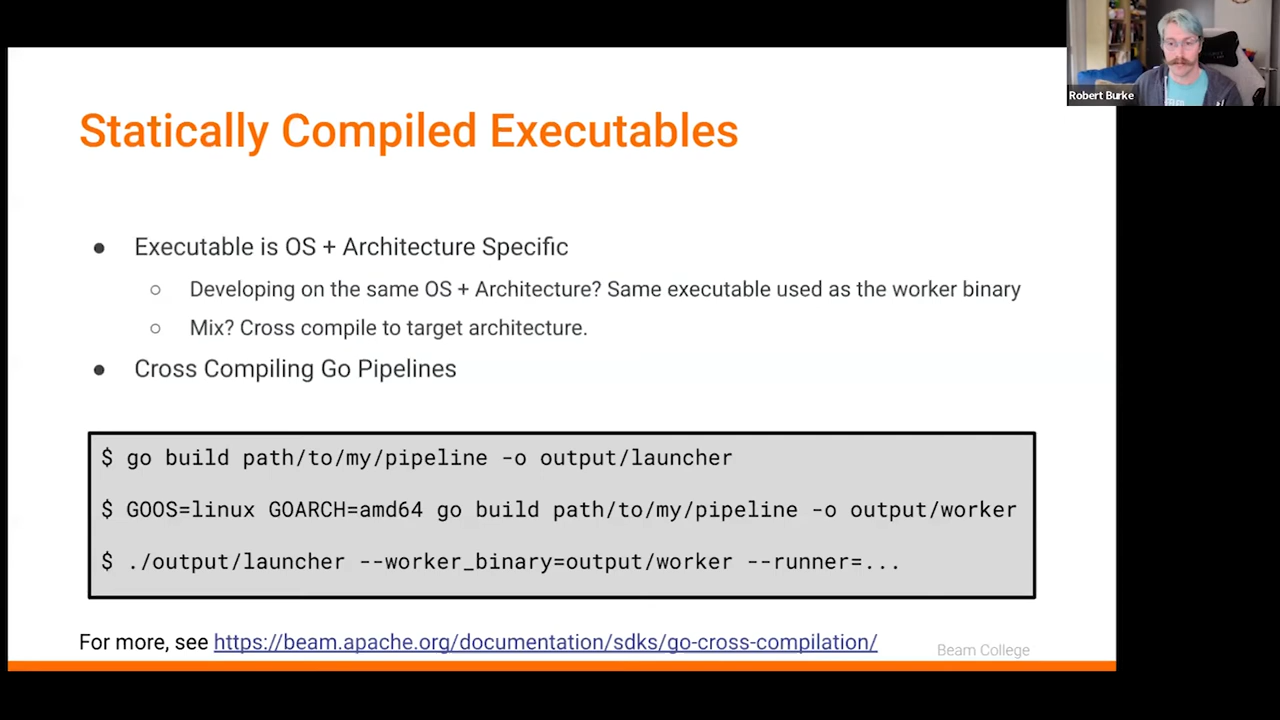 Robert Burke
Statically Compiled Executables
● Executable is OS + Architecture Specific
○ Developing on the same OS + Architecture? Same executable used as the worker binary
○ Mix? Cross compile to target architecture.
● Cross Compiling Go Pipelines
$ go build path/to/my/pipeline -o output/launcher
$ GOOS=linux GOARCH=amd64 go build path/to/my/pipeline -o output/worker
$ ./output/launcher --worker_binary=output/worker --runner=...
For more, see https://beam.apache.org/documentation/sdks/go-cross-compilation/
Beam College